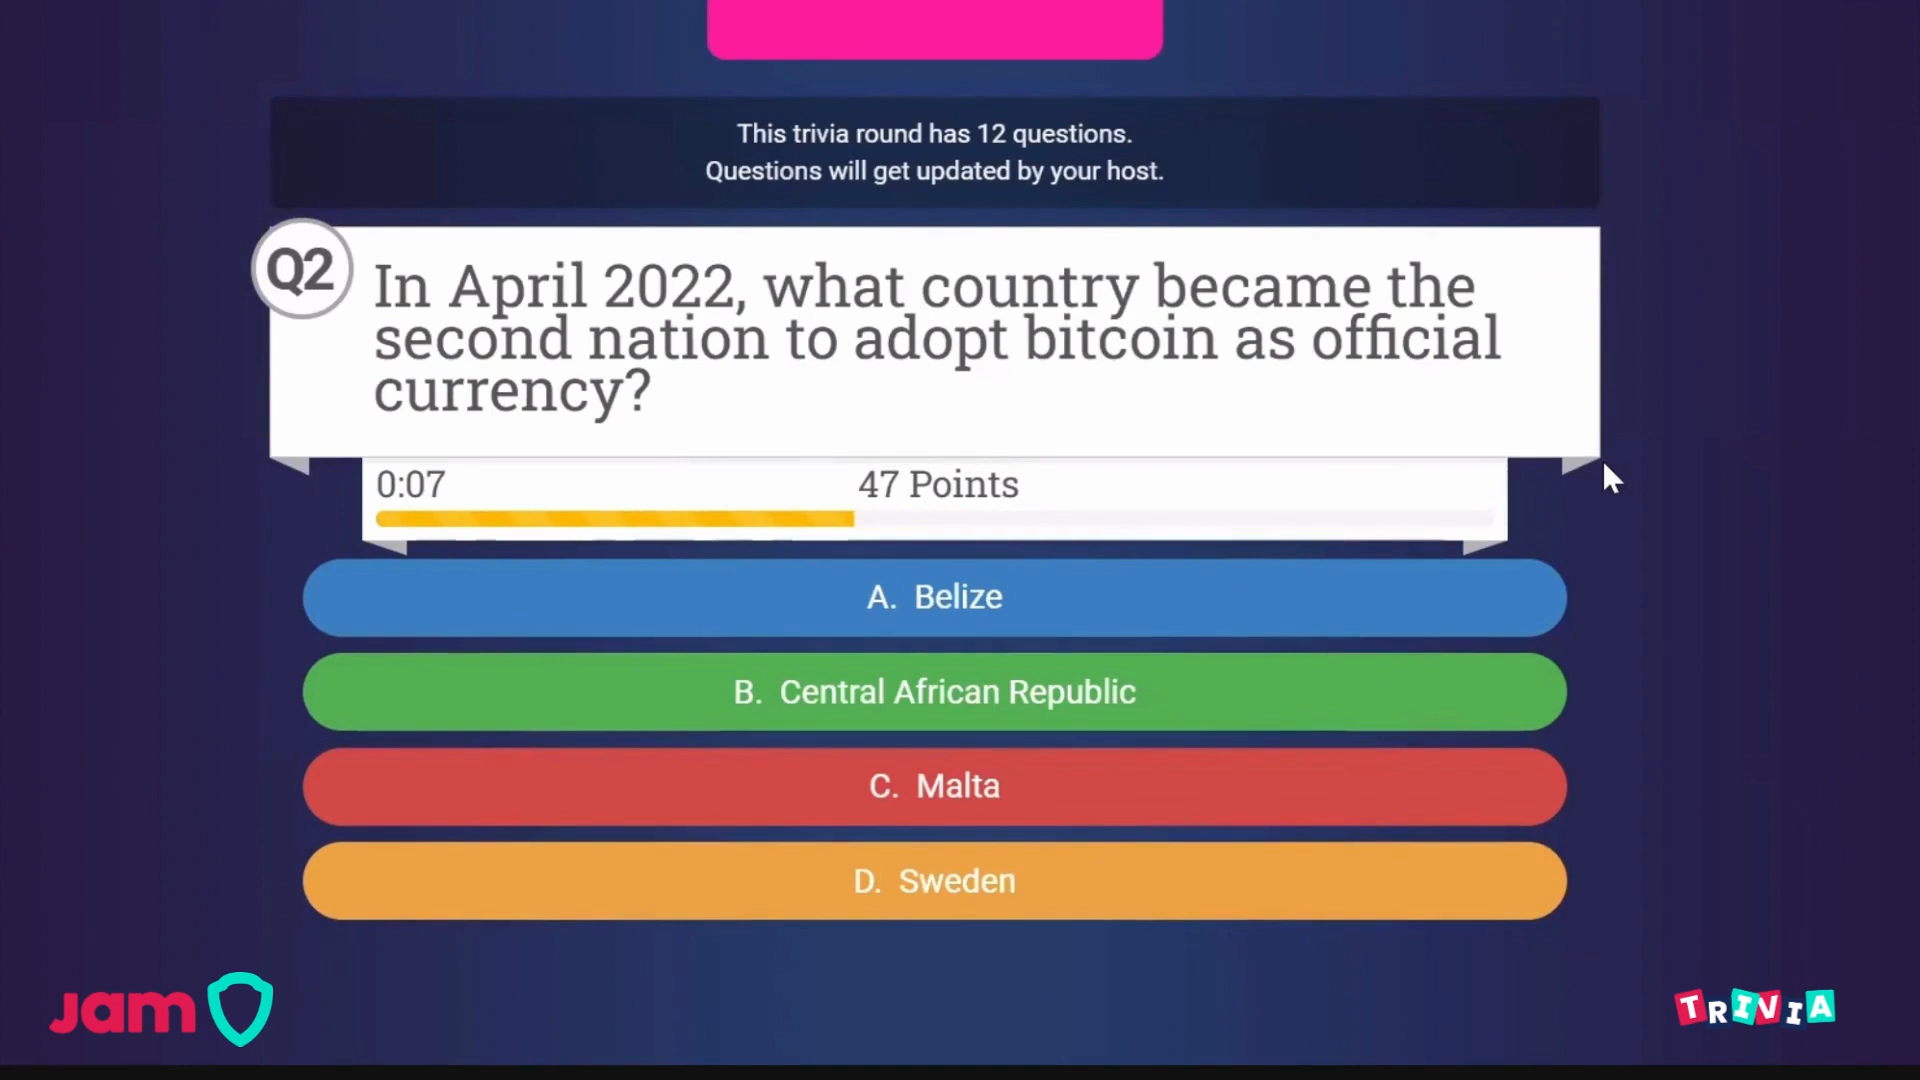 This trivia round has 12 questions.
Questions will get updated by your host.
Q2
In April 2022, what country became the
second nation to adopt bitcoin as official
currency?
0:07
47 Points
A. Belize
B. Central African Republic
C. Malta
D. Sweden
Jam
TRIVIA